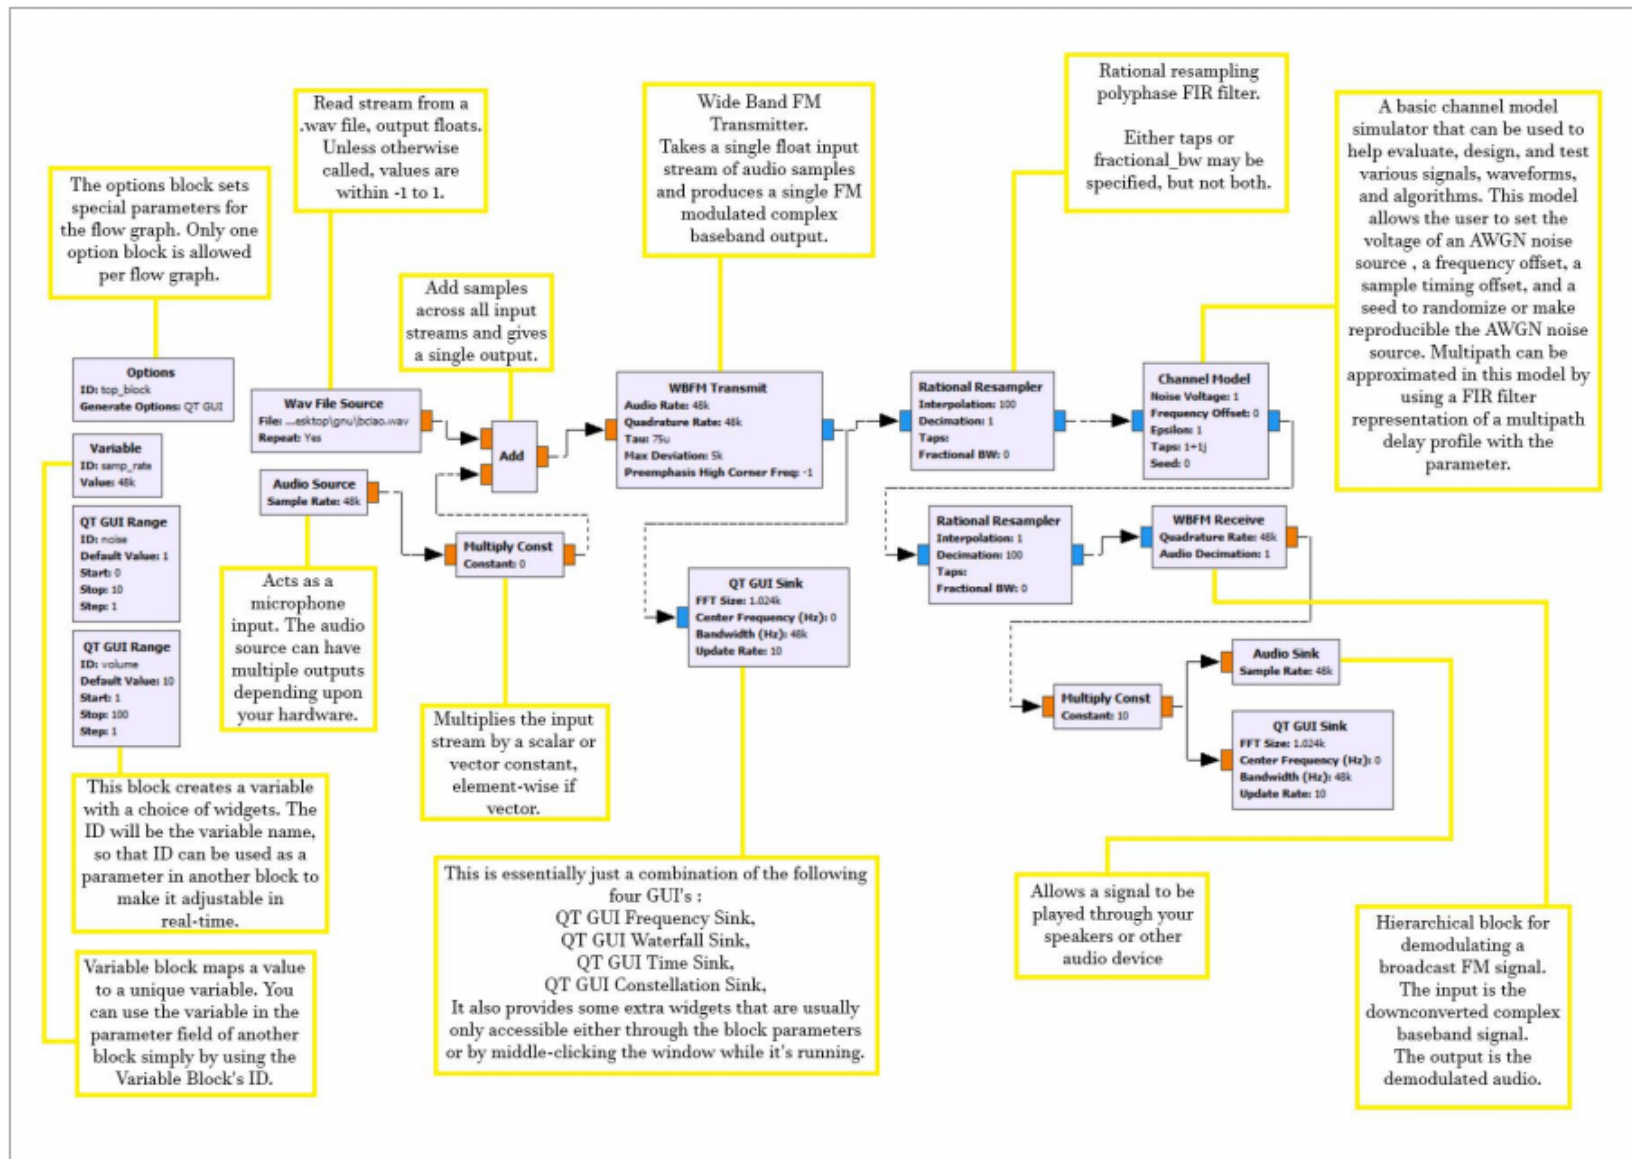 The options block sets
special parameters for
the flow graph. Only one
option block is allowed
per flow graph.
Read stream from a
.wav file, output floats.
Unless otherwise
called, values are
within -1 to 1.
Add samples
across all input
streams and gives
a single output.
Wide Band FM
Transmitter.
Takes a single float input
stream of audio samples
and produces a single FM
modulated complex
baseband output.
Rational resampling
polyphase FIR filter.
Either taps or
fractional_bw may be
specified, but not both.
A basic channel model
simulator that can be used to
help evaluate, design, and test
various signals, waveforms,
and algorithms. This model
allows the user to set the
voltage of an AWGN noise
source , a frequency offset, a
sample timing offset, and a
seed to randomize or make
reproducible the AWGN noise
source. Multipath can be
approximated in this model by
using a FIR filter
representation of a multipath
delay profile with the
parameter.
Options
ID: top_block
Generate Options: QT GUI
Variable
ID: samp_rate
Value: 48k
QT GUI Range
ID: noise
Default Value: 1
Start: 0
Stop: 10
Step: 1
QT GUI Range
ID: volume
Default Value: 10
Start: 1
Stop: 100
Step: 1
Wav File Source
File: ...esktop\gnu\bclao.wav
Repeat: Yes
Audio Source
Sample Rate: 48k
Add
Multiply Const
Constant: 0
WBFM Transmit
Audio Rate: 48k
Quadrature Rate: 48k
Tau: 75u
Max Deviation: 5k
Preemphasis High Corner Freq: -1
Rational Resampler
Interpolation: 100
Decimation: 1
Taps:
Fractional BW: 0
Channel Model
Noise Voltage: 1
Frequency Offset: 0
Epsilon: 1
Taps: 1+1j
Seed: 0
Rational Resampler
Interpolation: 1
Decimation: 100
Taps:
Fractional BW: 0
WBFM Receive
Quadrature Rate: 48k
Audio Decimation: 1
QT GUI Sink
FFT Size: 1.024k
Center Frequency (Hz): 0
Bandwidth (Hz): 48k
Update Rate: 10
Multiply Const
Constant: 10
Audio Sink
Sample Rate: 48k
QT GUI Sink
FFT Size: 1.024k
Center Frequency (Hz): 0
Bandwidth (Hz): 48k
Update Rate: 10
Acts as a
microphone
input. The audio
source can have
multiple outputs
depending upon
your hardware.
Multiplies the input
stream by a scalar or
vector constant,
element-wise if
vector.
This block creates a variable
with a choice of widgets. The
ID will be the variable name,
so that ID can be used as a
parameter in another block to
make it adjustable in
real-time.
Variable block maps a value
to a unique variable. You
can use the variable in the
parameter field of another
block simply by using the
Variable Block's ID.
This is essentially just a combination of the following
four GUI's :
QT GUI Frequency Sink,
QT GUI Waterfall Sink,
QT GUI Time Sink,
QT GUI Constellation Sink,
It also provides some extra widgets that are usually
only accessible either through the block parameters
or by middle-clicking the window while it's running.
Allows a signal to be
played through your
speakers or other
audio device
Hierarchical block for
demodulating a
broadcast FM signal.
The input is the
downconverted complex
baseband signal.
The output is the
demodulated audio.